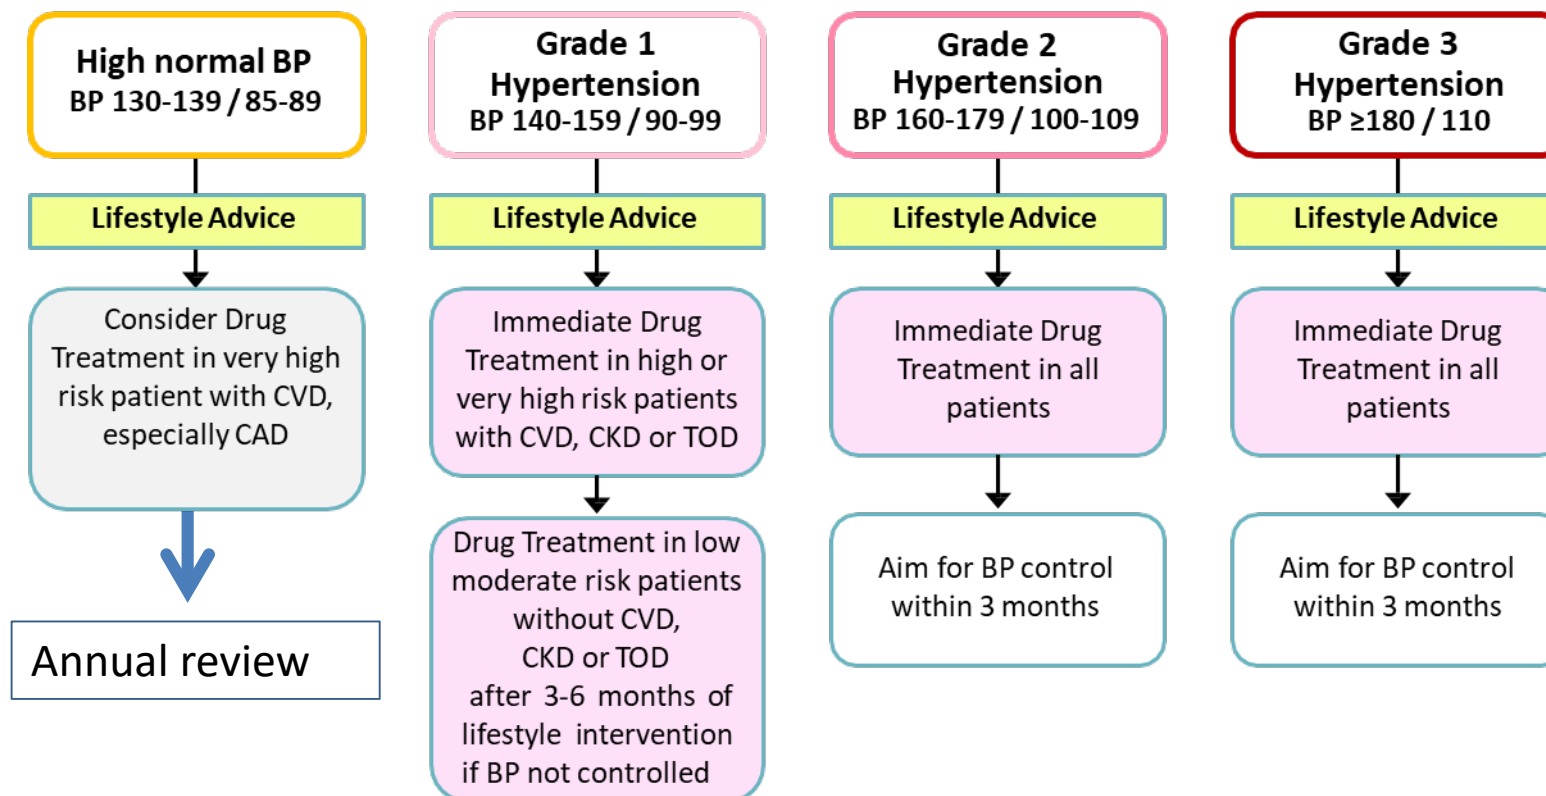 High normal BP
BP 130-139 / 85-89
Lifestyle Advice
Consider Drug
Treatment in very high
risk patient with CVD,
especially CAD
Annual review
Grade 1
Hypertension
BP 140-159 / 90-99
Lifestyle Advice
Immediate Drug
Treatment in high or
very high risk patients
with CVD, CKD or TOD
Drug Treatment in low
moderate risk patients
without CVD,
CKD or TOD
after 3-6 months of
lifestyle intervention
if BP not controlled
Grade 2
Hypertension
BP 160-179 / 100-109
Lifestyle Advice
Immediate Drug
Treatment in all
patients
Aim for BP control
within 3 months
Grade 3
Hypertension
BP ≥180 / 110
Lifestyle Advice
Immediate Drug
Treatment in all
patients
Aim for BP control
within 3 months